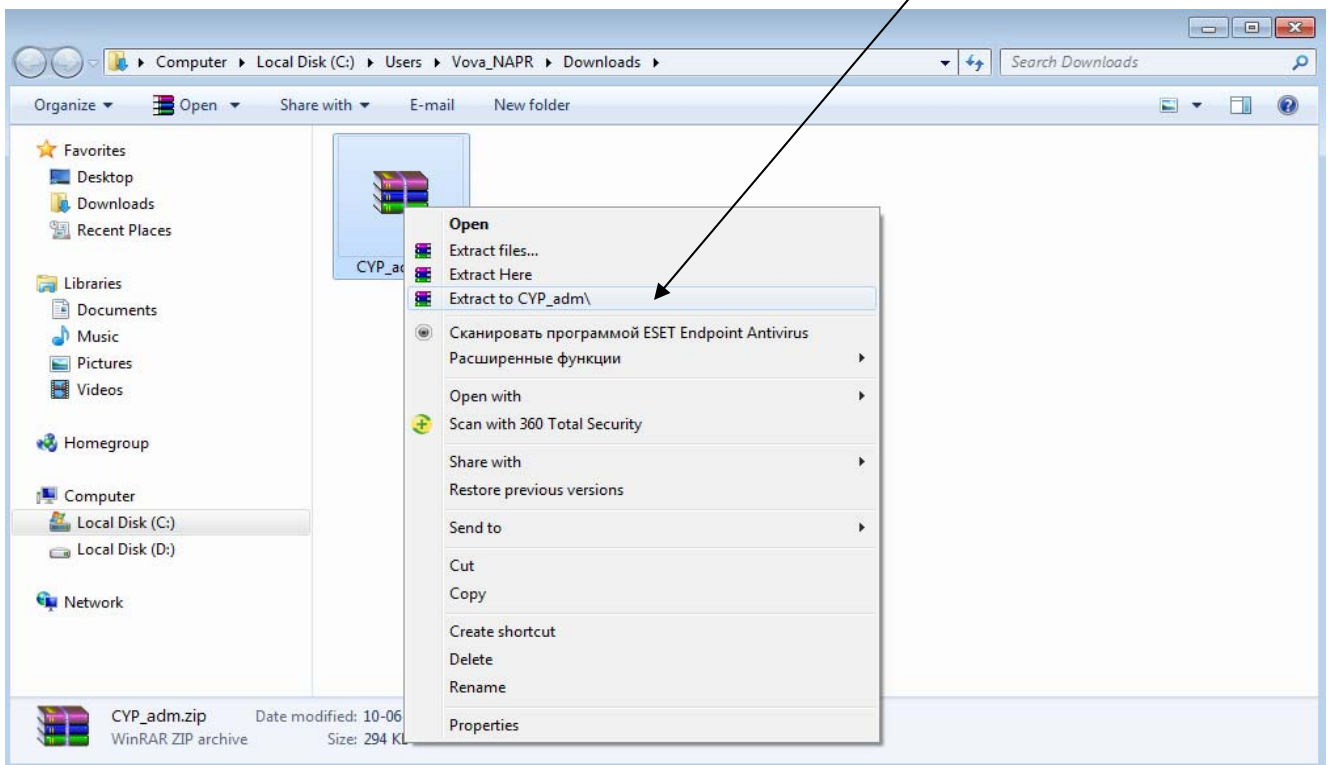 Computer Local Disk (C:) Users Vova_NAPR Downloads
Search Downloads
Organize Open Share with E-mail New folder
Favorites
Desktop
Downloads
Recent Places
Libraries
Documents
Music
Pictures
Videos
Homegroup
Computer
Local Disk (C:)
Local Disk (D:)
Network
Open
Extract files...
Extract Here
Extract to CYP_adm\
Сканировать программой ESET Endpoint Antivirus
Расширенные функции
Open with
Scan with 360 Total Security
Share with
Restore previous versions
Send to
Cut
Copy
Create shortcut
Delete
Rename
Properties
CYP_adm.zip Date modified: 10-06
WinRAR ZIP archive Size: 294